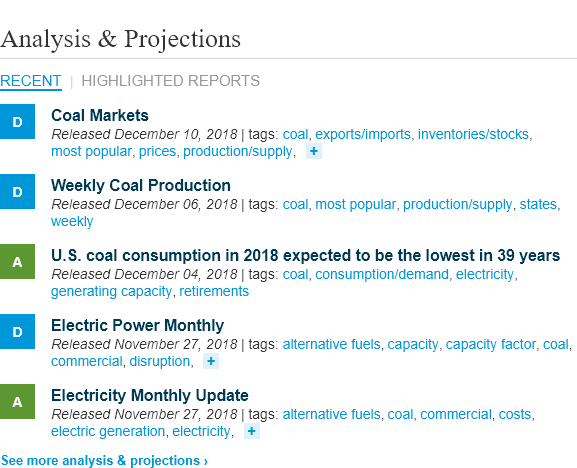 Analysis & Projections
RECENT | HIGHLIGHTED REPORTS
D Coal Markets
Released December 10, 2018 | tags: coal, exports/imports, inventories/stocks,
most popular, prices, production/supply, +
D Weekly Coal Production
Released December 06, 2018 | tags: coal, most popular, production/supply, states,
weekly
A U.S. coal consumption in 2018 expected to be the lowest in 39 years
Released December 04, 2018 | tags: coal, consumption/demand, electricity,
generating capacity, retirements
D Electric Power Monthly
Released November 27, 2018 | tags: alternative fuels, capacity, capacity factor, coal,
commercial, disruption, +
A Electricity Monthly Update
Released November 27, 2018 | tags: alternative fuels, coal, commercial, costs,
electric generation, electricity, +
See more analysis & projections ›